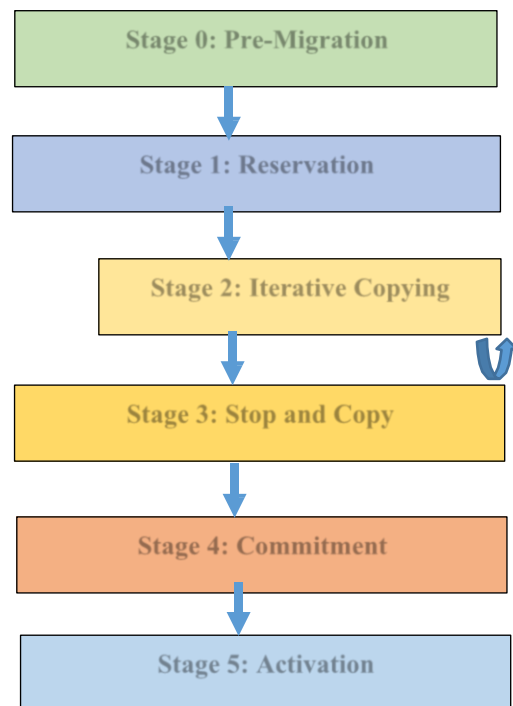 Stage 0: Pre-Migration
Stage 1: Reservation
Stage 2: Iterative Copying
Stage 3: Stop and Copy
Stage 4: Commitment
Stage 5: Activation